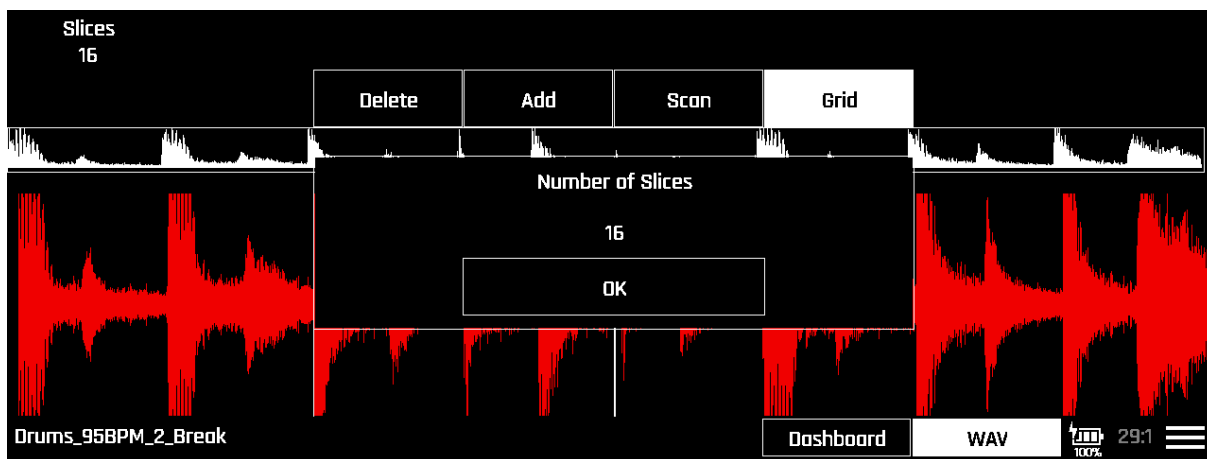 Slices
16
Delete Add Scan Grid
Number of Slices
16
OK
Drums_95BPM_2_Break Dashboard WAV 100% 29:1